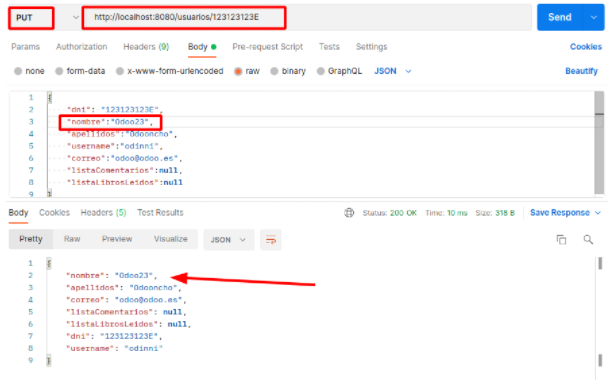 PUT http://localhost:8080/usuarios/123123123E Send
Params Authorization Headers (9) Body Pre-request Script Tests Settings Cookies
none form-data x-www-form-urlencoded raw binary GraphQL JSON Beautify
1 {
2 "dni": "123123123E",
3 "nombre":"Odoo23",
4 "apellidos":"Odooncho",
5 "username":"odinni",
6 "correo":"odoo@odoo.es",
7 "listaComentarios":null,
8 "listaLibrosLeidos":null
9 }
Body Cookies Headers (5) Test Results Status: 200 OK Time: 10 ms Size: 318 B Save Response
Pretty Raw Preview Visualize JSON
1 {
2 "nombre": "Odoo23",
3 "apellidos": "Odooncho",
4 "correo": "odoo@odoo.es",
5 "listaComentarios": null,
6 "listaLibrosLeidos": null,
7 "dni": "123123123E",
8 "username": "odinni"
9 }